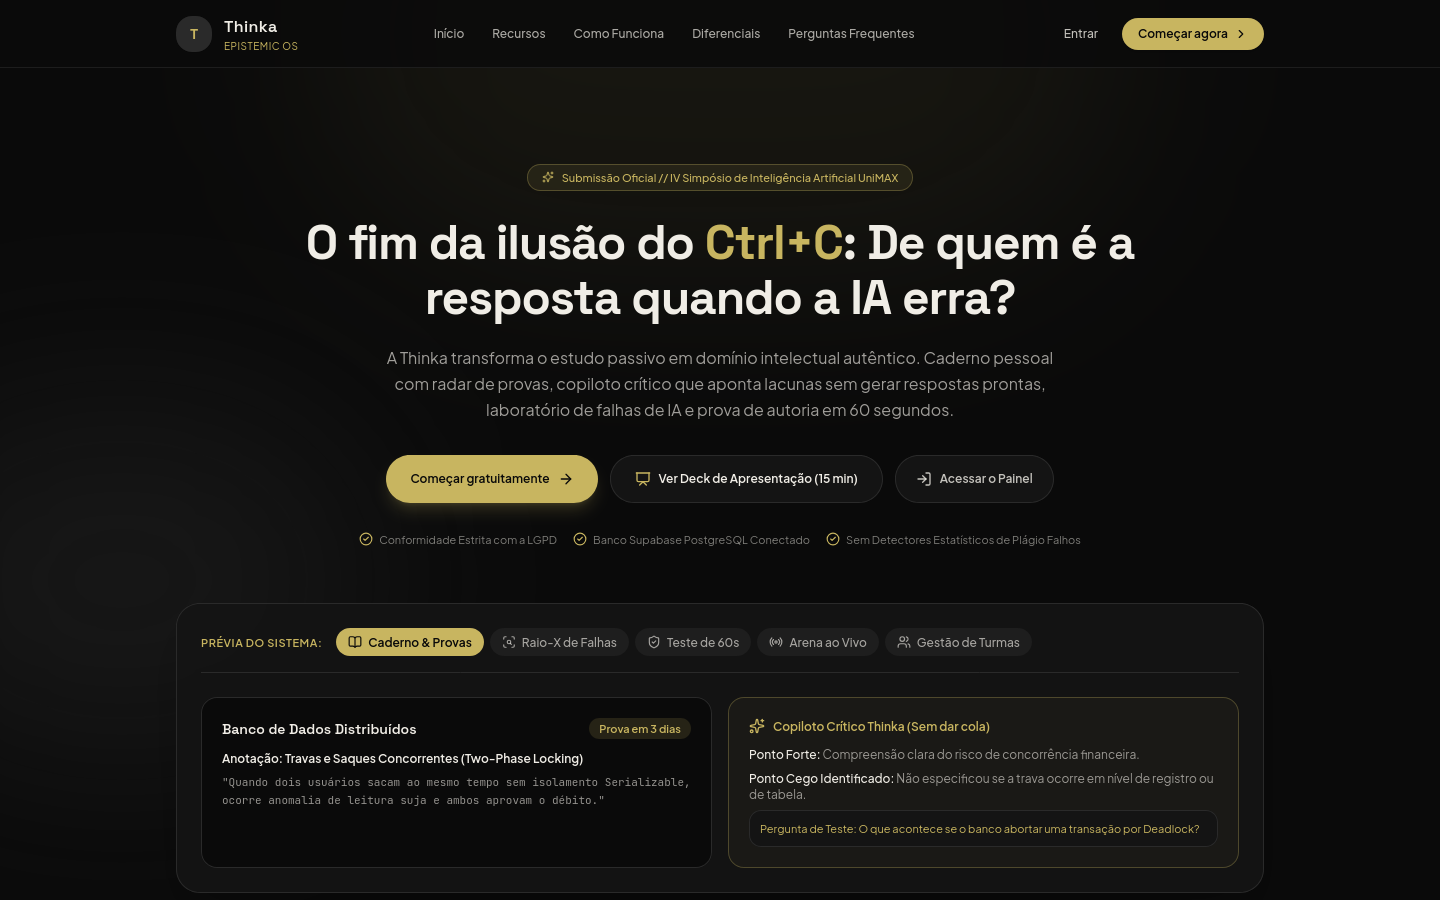 T
Thinka
EPISTEMIC OS
Início
Recursos
Como Funciona
Diferenciais
Perguntas Frequentes
Entrar
Começar agora
Submissão Oficial // IV Simpósio de Inteligência Artificial UniMAX
O fim da ilusão do Ctrl+C: De quem é a
resposta quando a IA erra?
A Thinka transforma o estudo passivo em domínio intelectual autêntico. Caderno pessoal
com radar de provas, copiloto crítico que aponta lacunas sem gerar respostas prontas,
laboratório de falhas de IA e prova de autoria em 60 segundos.
Começar gratuitamente
Ver Deck de Apresentação (15 min)
Acessar o Painel
Conformidade Estrita com a LGPD
Banco Supabase PostgreSQL Conectado
Sem Detectores Estatísticos de Plágio Falhos
PRÉVIA DO SISTEMA:
Caderno & Provas
Raio-X de Falhas
Teste de 60s
Arena ao Vivo
Gestão de Turmas
Banco de Dados Distribuídos
Prova em 3 dias
Anotação: Travas e Saques Concorrentes (Two-Phase Locking)
"Quando dois usuários sacam ao mesmo tempo sem isolamento Serializable,
ocorre anomalia de leitura suja e ambos aprovam o débito."
Copiloto Crítico Thinka (Sem dar cola)
Ponto Forte: Compreensão clara do risco de concorrência financeira.
Ponto Cego Identificado: Não especificou se a trava ocorre em nível de registro ou
de tabela.
Pergunta de Teste: O que acontece se o banco abortar uma transação por Deadlock?